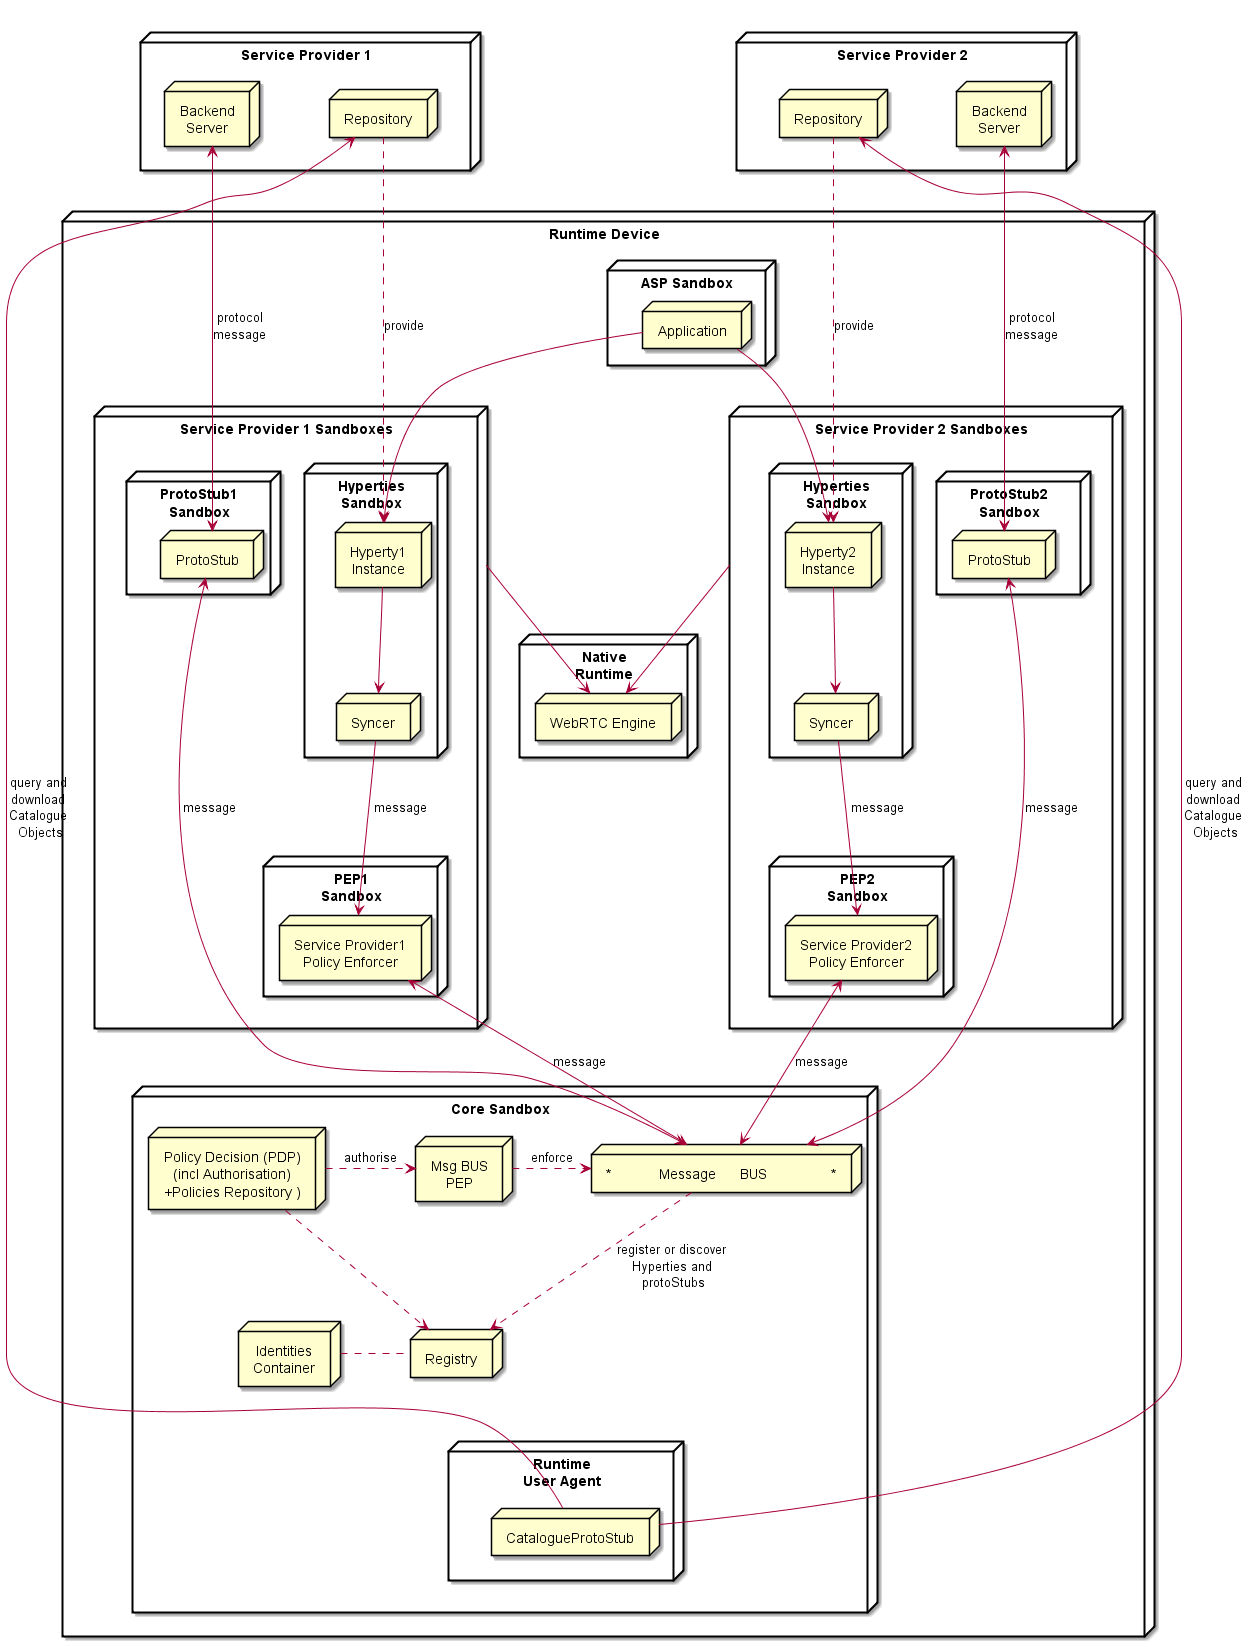 Service Provider 1
Service Provider 2
Backend
Server
Repository
Repository
Backend
Server
Runtime Device
ASP Sandbox
Application
protocol
message
provide
provide
protocol
message
Service Provider 1 Sandboxes
Service Provider 2 Sandboxes
ProtoStub1
Sandbox
ProtoStub
Hyperties
Sandbox
Hyperty1
Instance
Syncer
Hyperties
Sandbox
Hyperty2
Instance
Syncer
ProtoStub2
Sandbox
ProtoStub
Native
Runtime
WebRTC Engine
query and
download
Catalogue
Objects
message
message
message
message
query and
download
Catalogue
Objects
PEP1
Sandbox
Service Provider1
Policy Enforcer
PEP2
Sandbox
Service Provider2
Policy Enforcer
message
message
Core Sandbox
Policy Decision (PDP)
(incl Authorisation)
+Policies Repository )
authorise
Msg BUS
PEP
enforce
* Message BUS *
register or discover
Hyperties and
protoStubs
Identities
Container
Registry
Runtime
User Agent
CatalogueProtoStub